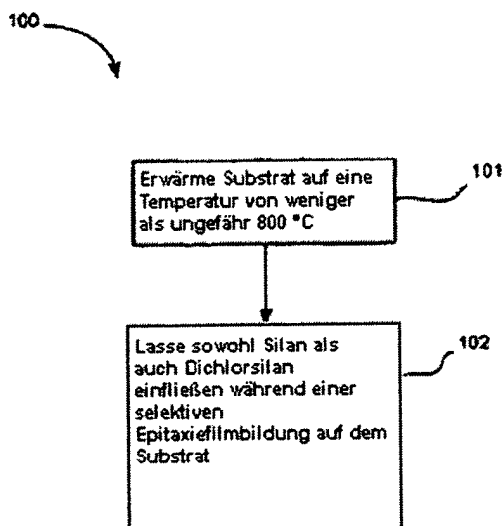 100
Erwärme Substrat auf eine
Temperatur von weniger
als ungefähr 800 °C
101
Lasse sowohl Silan als
auch Dichlorsilan
einfließen während einer
selektiven
Epitaxiefilmbildung auf dem
Substrat
102